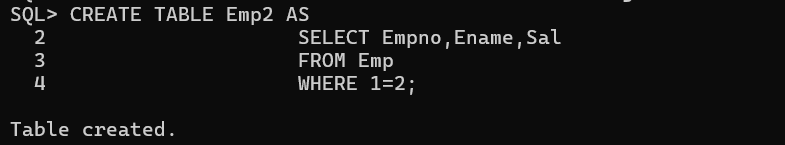 SQL> CREATE TABLE Emp2 AS
2 SELECT Empno,Ename,Sal
3 FROM Emp
4 WHERE 1=2;
Table created.